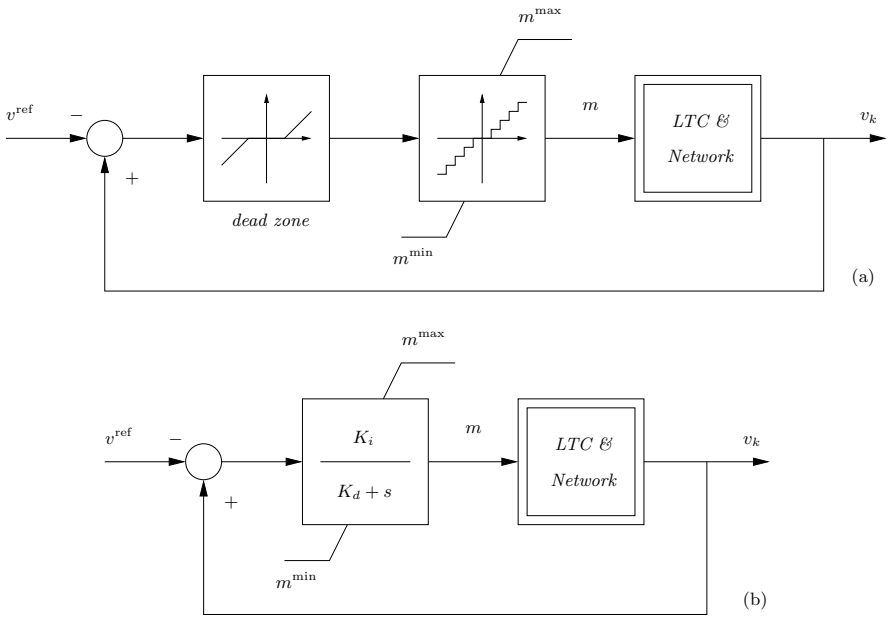 m^max
v^ref
−
+
dead zone
m^min
m
LTC &
Network
v_k
(a)
m^max
v^ref
−
+
K_i
K_d + s
m^min
m
LTC &
Network
v_k
(b)